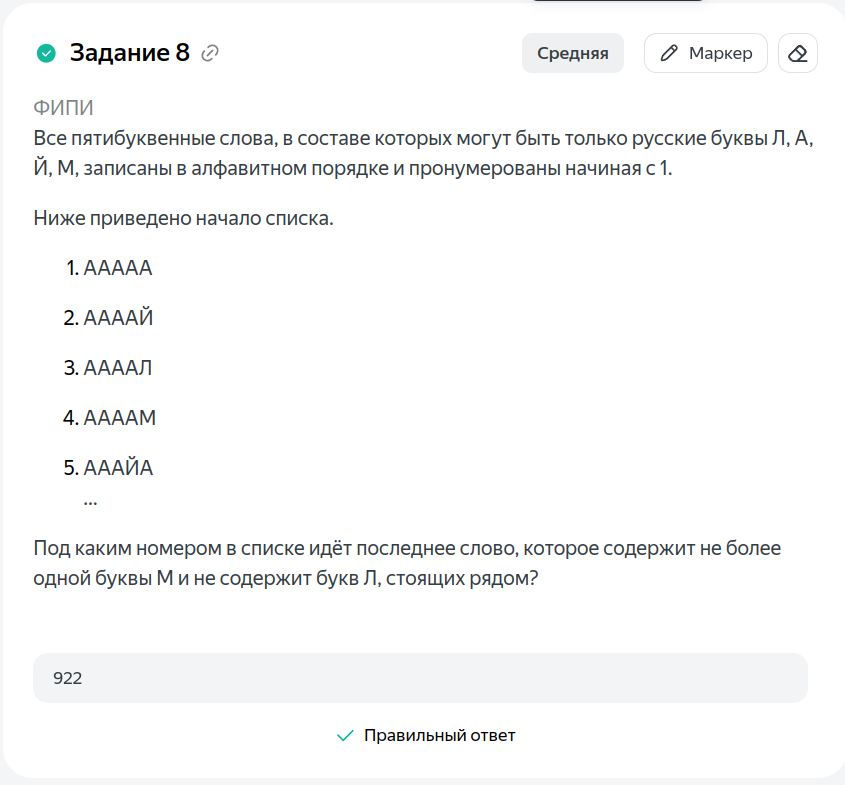 Задание 8
Средняя
Маркер
ФИПИ
Все пятибуквенные слова, в составе которых могут быть только русские буквы Л, А,
Й, М, записаны в алфавитном порядке и пронумерованы начиная с 1.
Ниже приведено начало списка.
1. ААААА
2. ААААЙ
3. ААААЛ
4. ААААМ
5. АААЙА
...
Под каким номером в списке идёт последнее слово, которое содержит не более
одной буквы М и не содержит букв Л, стоящих рядом?
922
Правильный ответ